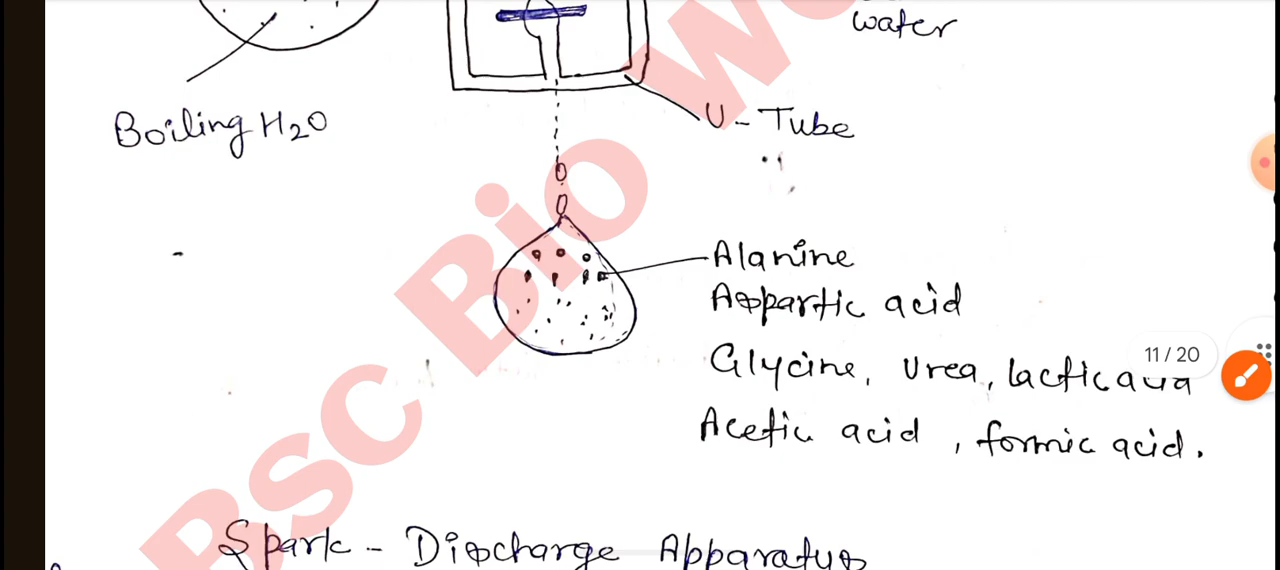 water
Boiling H2O
U - Tube
Alanine
Aspartic acid
Glycine, Urea, lactic acid
11 / 20
Acetic acid, formic acid.
Spark - Discharge Apparatus
BSC Bio